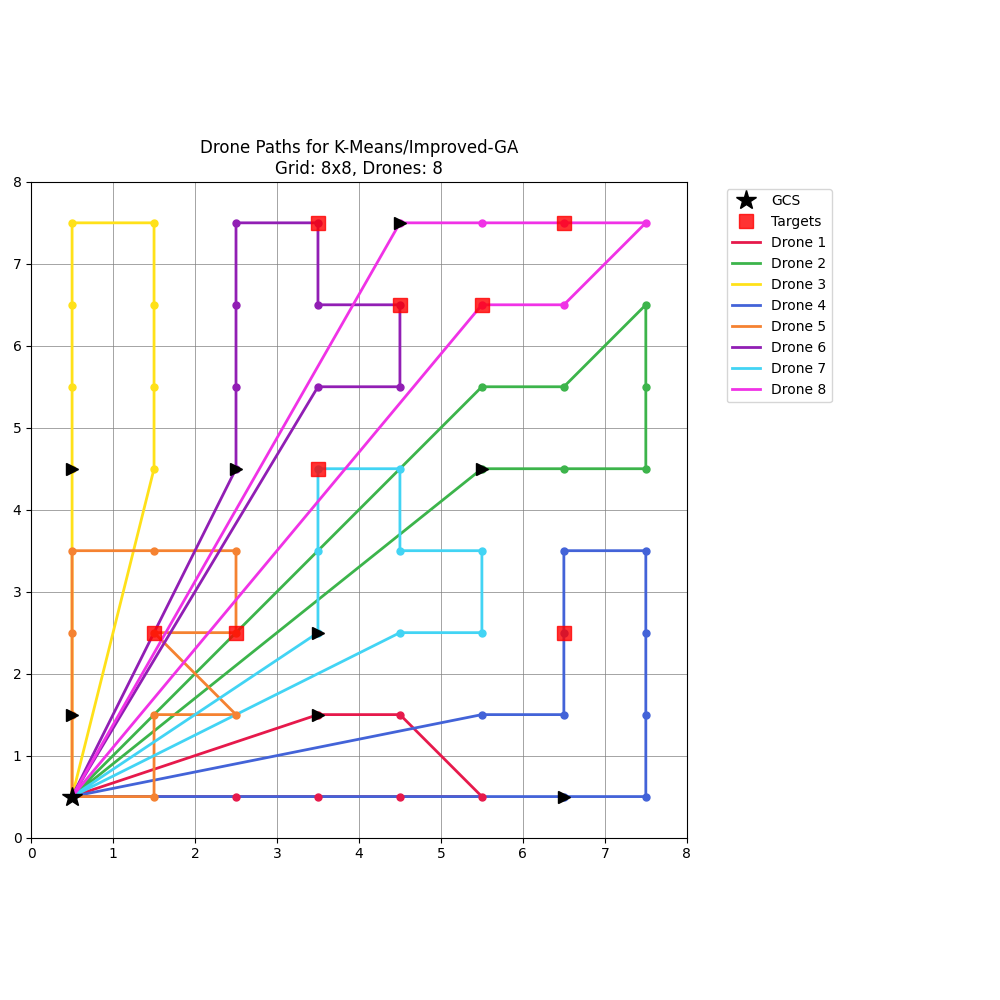 Drone Paths for K-Means/Improved-GA
Grid: 8x8, Drones: 8
8
7
6
5
4
3
2
1
0
0 1 2 3 4 5 6 7 8
GCS
Targets
Drone 1
Drone 2
Drone 3
Drone 4
Drone 5
Drone 6
Drone 7
Drone 8